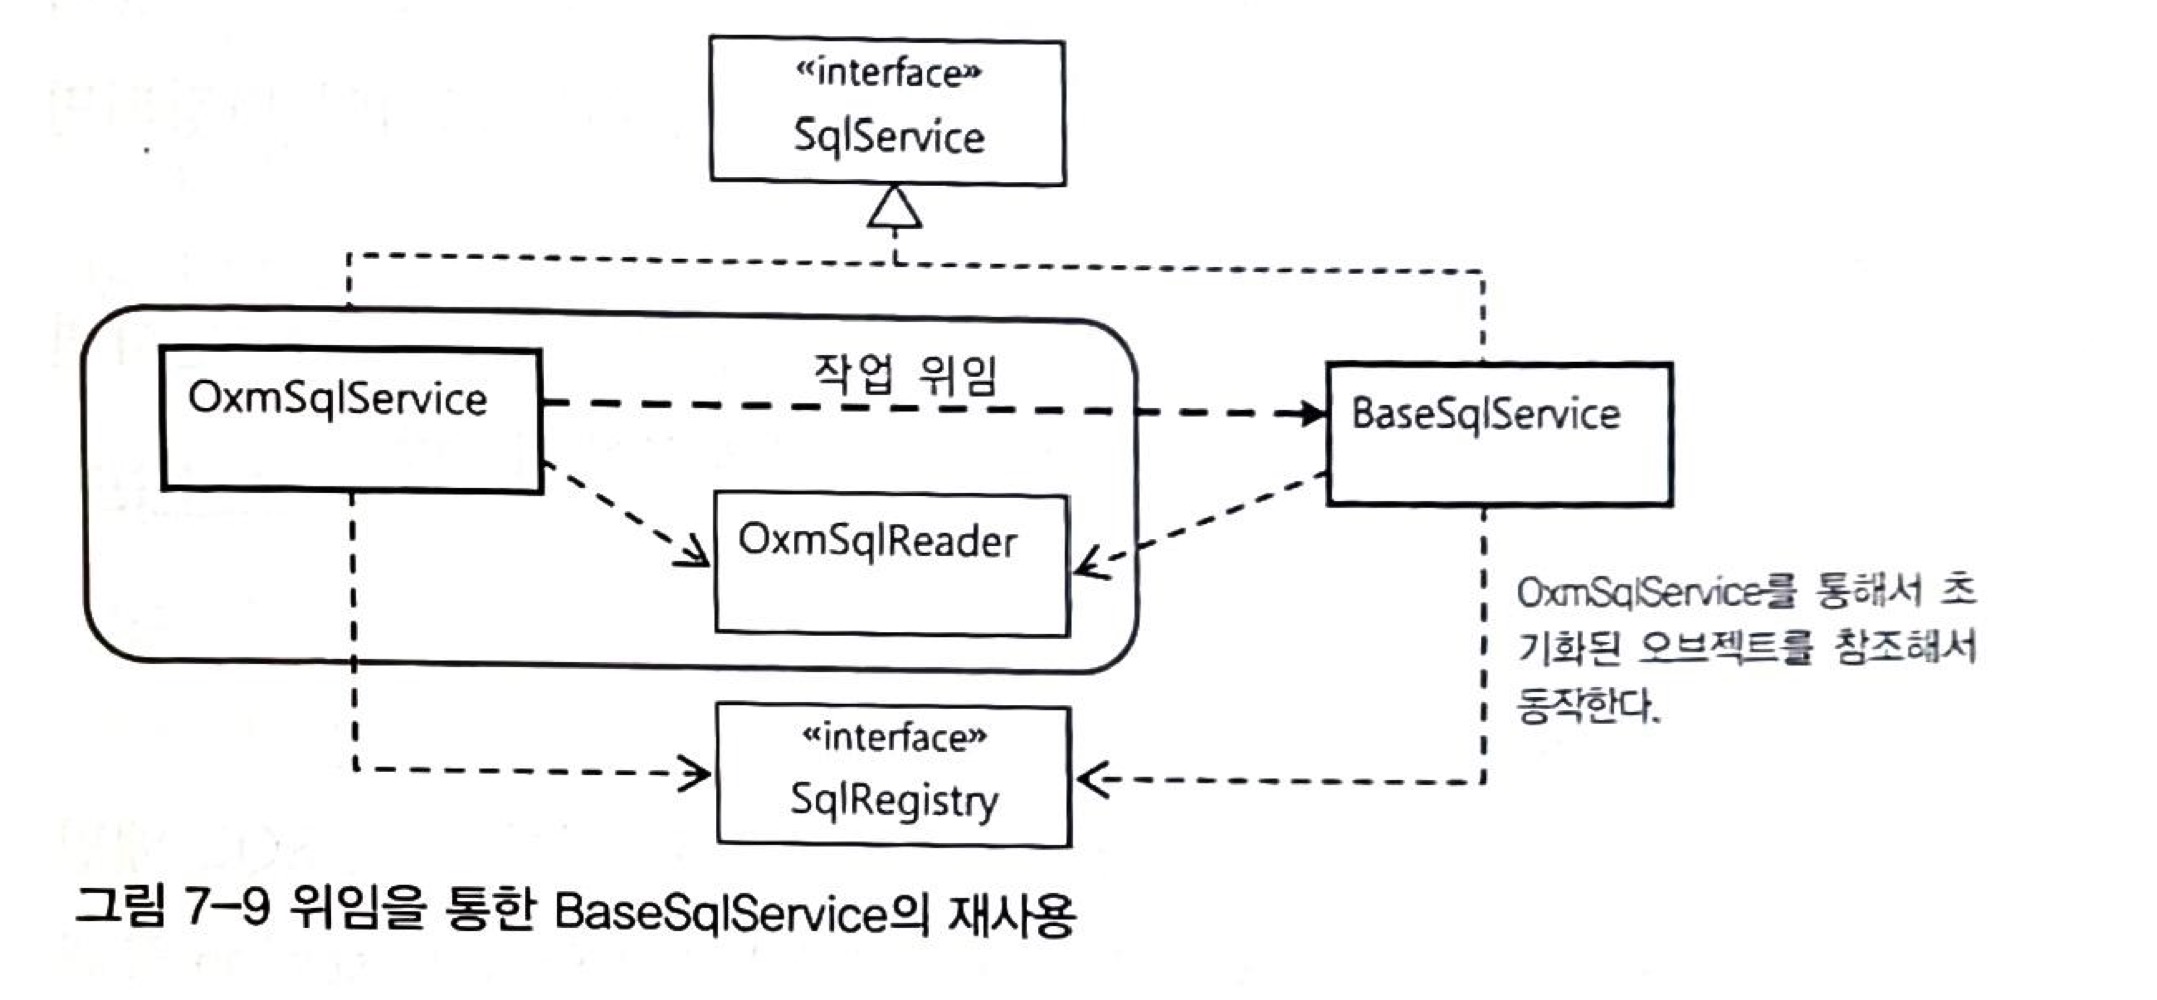 «interface»
SqlService
OxmSqlService
작업 위임
BaseSqlService
OxmSqlReader
OxmSqlService를 통해서 초
기화된 오브젝트를 참조해서
동작한다.
«interface»
SqlRegistry
그림 7-9 위임을 통한 BaseSqlService의 재사용